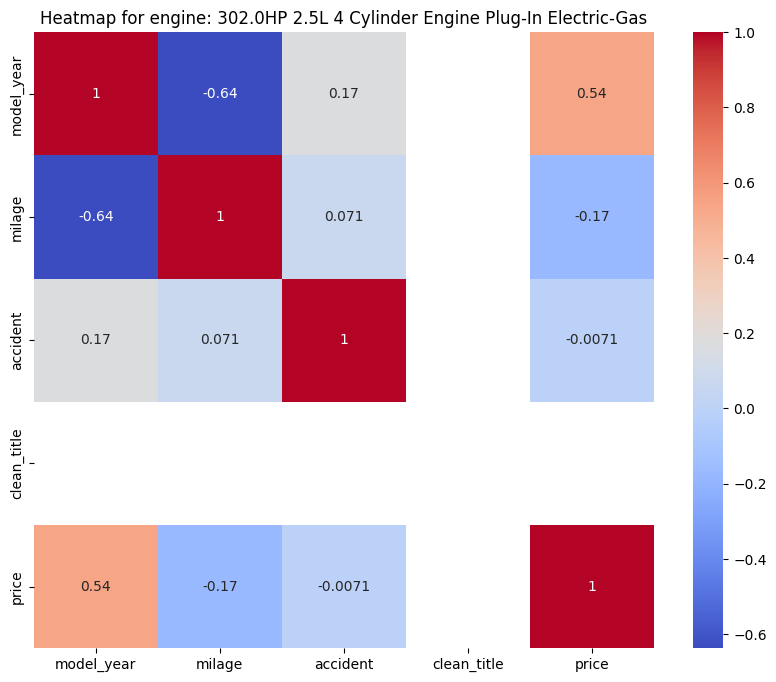 Heatmap for engine: 302.0HP 2.5L 4 Cylinder Engine Plug-In Electric-Gas
model_year 1 -0.64 0.17 0.54
milage -0.64 1 0.071 -0.17
accident 0.17 0.071 1 -0.0071
clean_title
price 0.54 -0.17 -0.0071 1
model_year milage accident clean_title price
1.0
0.8
0.6
0.4
0.2
0.0
−0.2
−0.4
−0.6